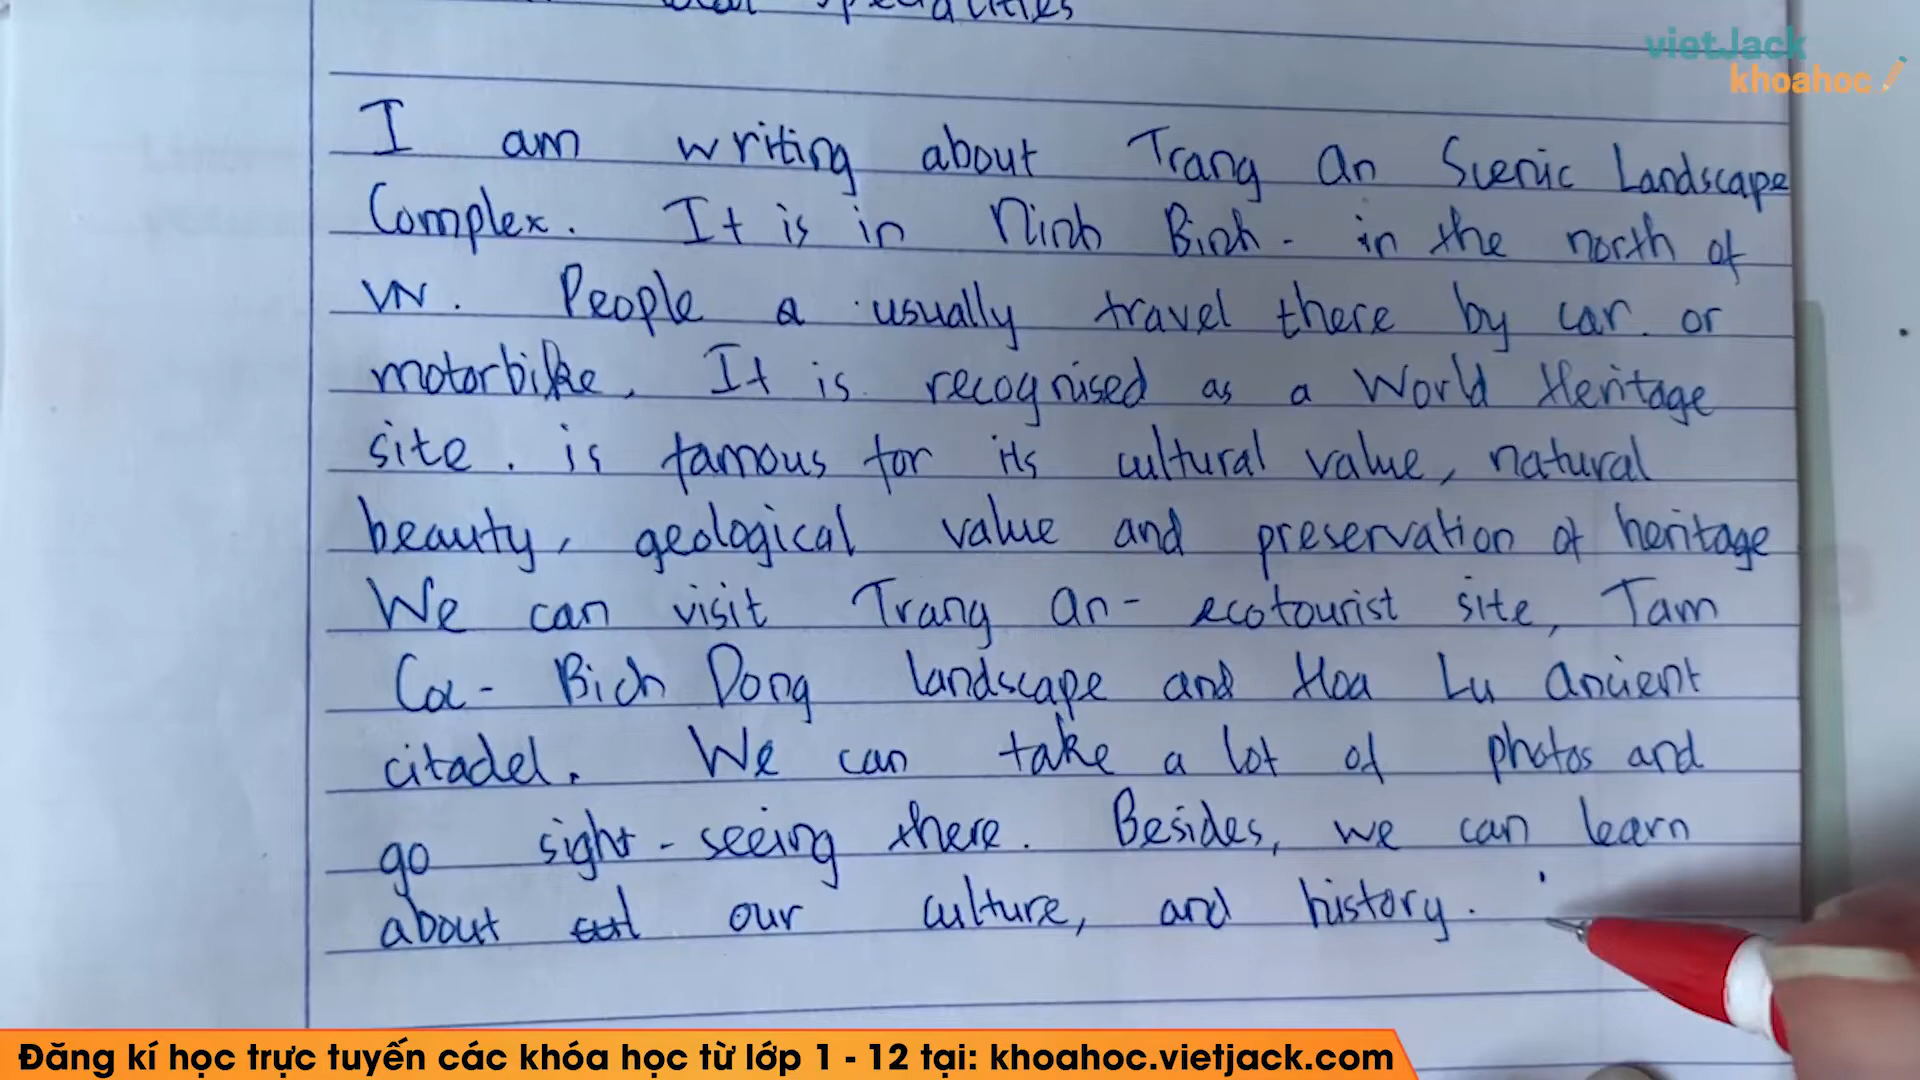 local specialities
vietJack
khoahoc
I am writing about Trang An Scenic Landscape
Complex. It is in Ninh Binh - in the north of
VN. People a usually travel there by car or
motorbike. It is recognised as a World Heritage
site. is famous for its cultural value, natural
beauty, geological value and preservation of heritage
We can visit Trang An - ecotourist site, Tam
Coc - Bich Dong landscape and Hoa Lu Ancient
citadel. We can take a lot of photos and
go sight-seeing there. Besides, we can learn
about our culture, and history.
Đăng kí học trực tuyến các khóa học từ lớp 1 - 12 tại: khoahoc.vietjack.com